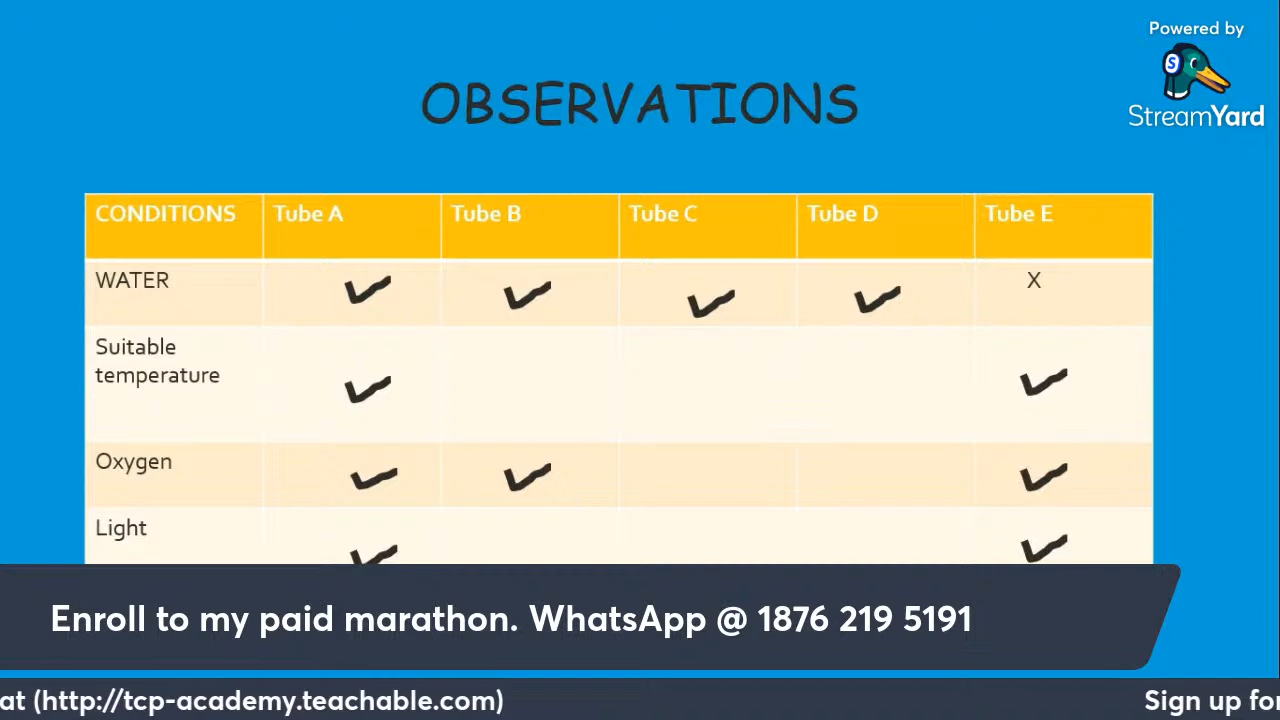 Powered by
StreamYard
OBSERVATIONS
CONDITIONS Tube A Tube B Tube C Tube D Tube E
WATER ✓ ✓ ✓ ✓ X
Suitable
temperature ✓ ✓
Oxygen ✓ ✓ ✓
Light ✓ ✓
Enroll to my paid marathon. WhatsApp @ 1876 219 5191
at (http://tcp-academy.teachable.com) Sign up for